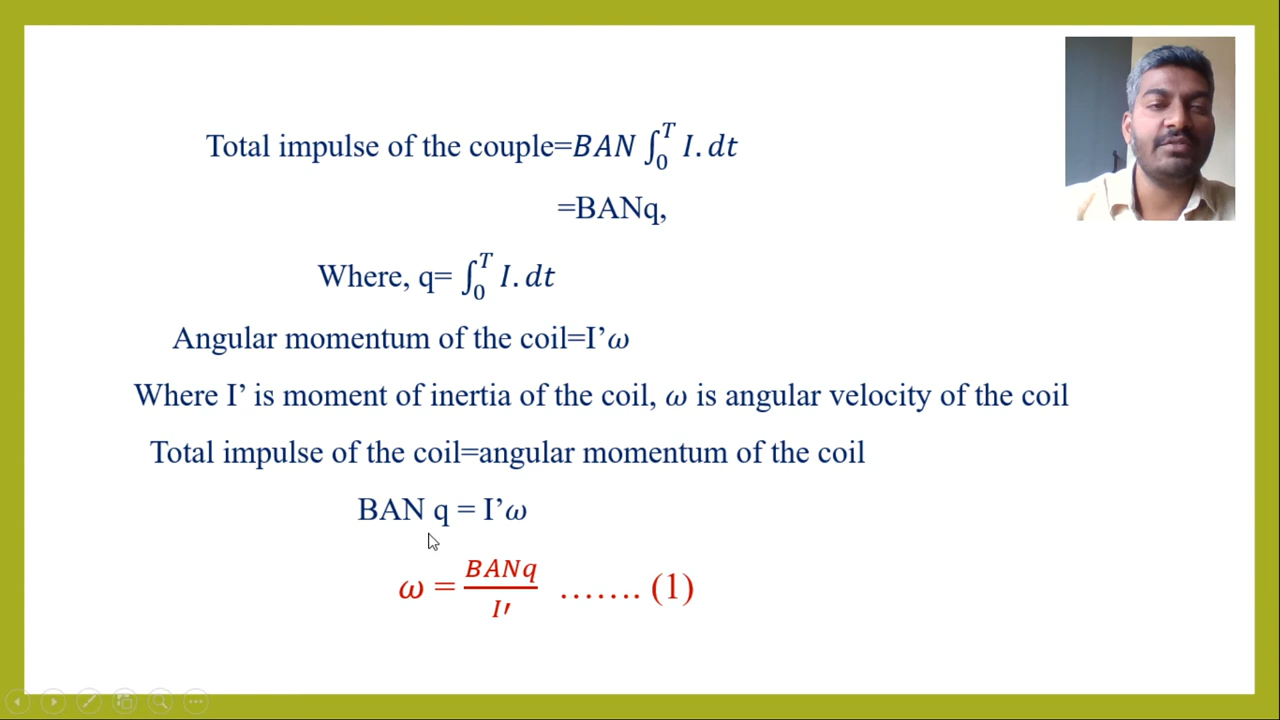 Total impulse of the couple=BAN ∫₀ᵀ I.dt
=BANq,
Where, q= ∫₀ᵀ I.dt
Angular momentum of the coil=I’ω
Where I’ is moment of inertia of the coil, ω is angular velocity of the coil
Total impulse of the coil=angular momentum of the coil
BAN q = I’ω
ω = BANq/I′ ……. (1)